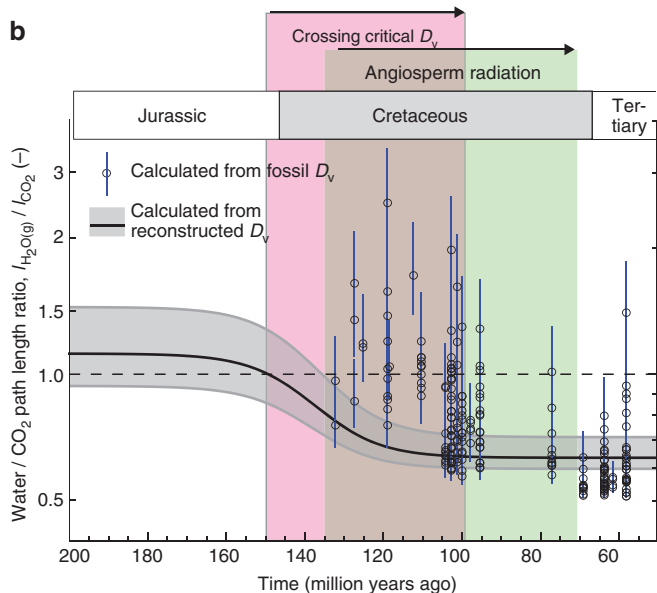 b
Crossing critical Dv
Angiosperm radiation
Jurassic
Cretaceous
Ter-
tiary
Calculated from fossil Dv
Calculated from
reconstructed Dv
Water / CO2 path length ratio, lH2O(g) / lCO2 (–)
3
2
1.5
1.0
0.5
200 180 160 140 120 100 80 60
Time (million years ago)